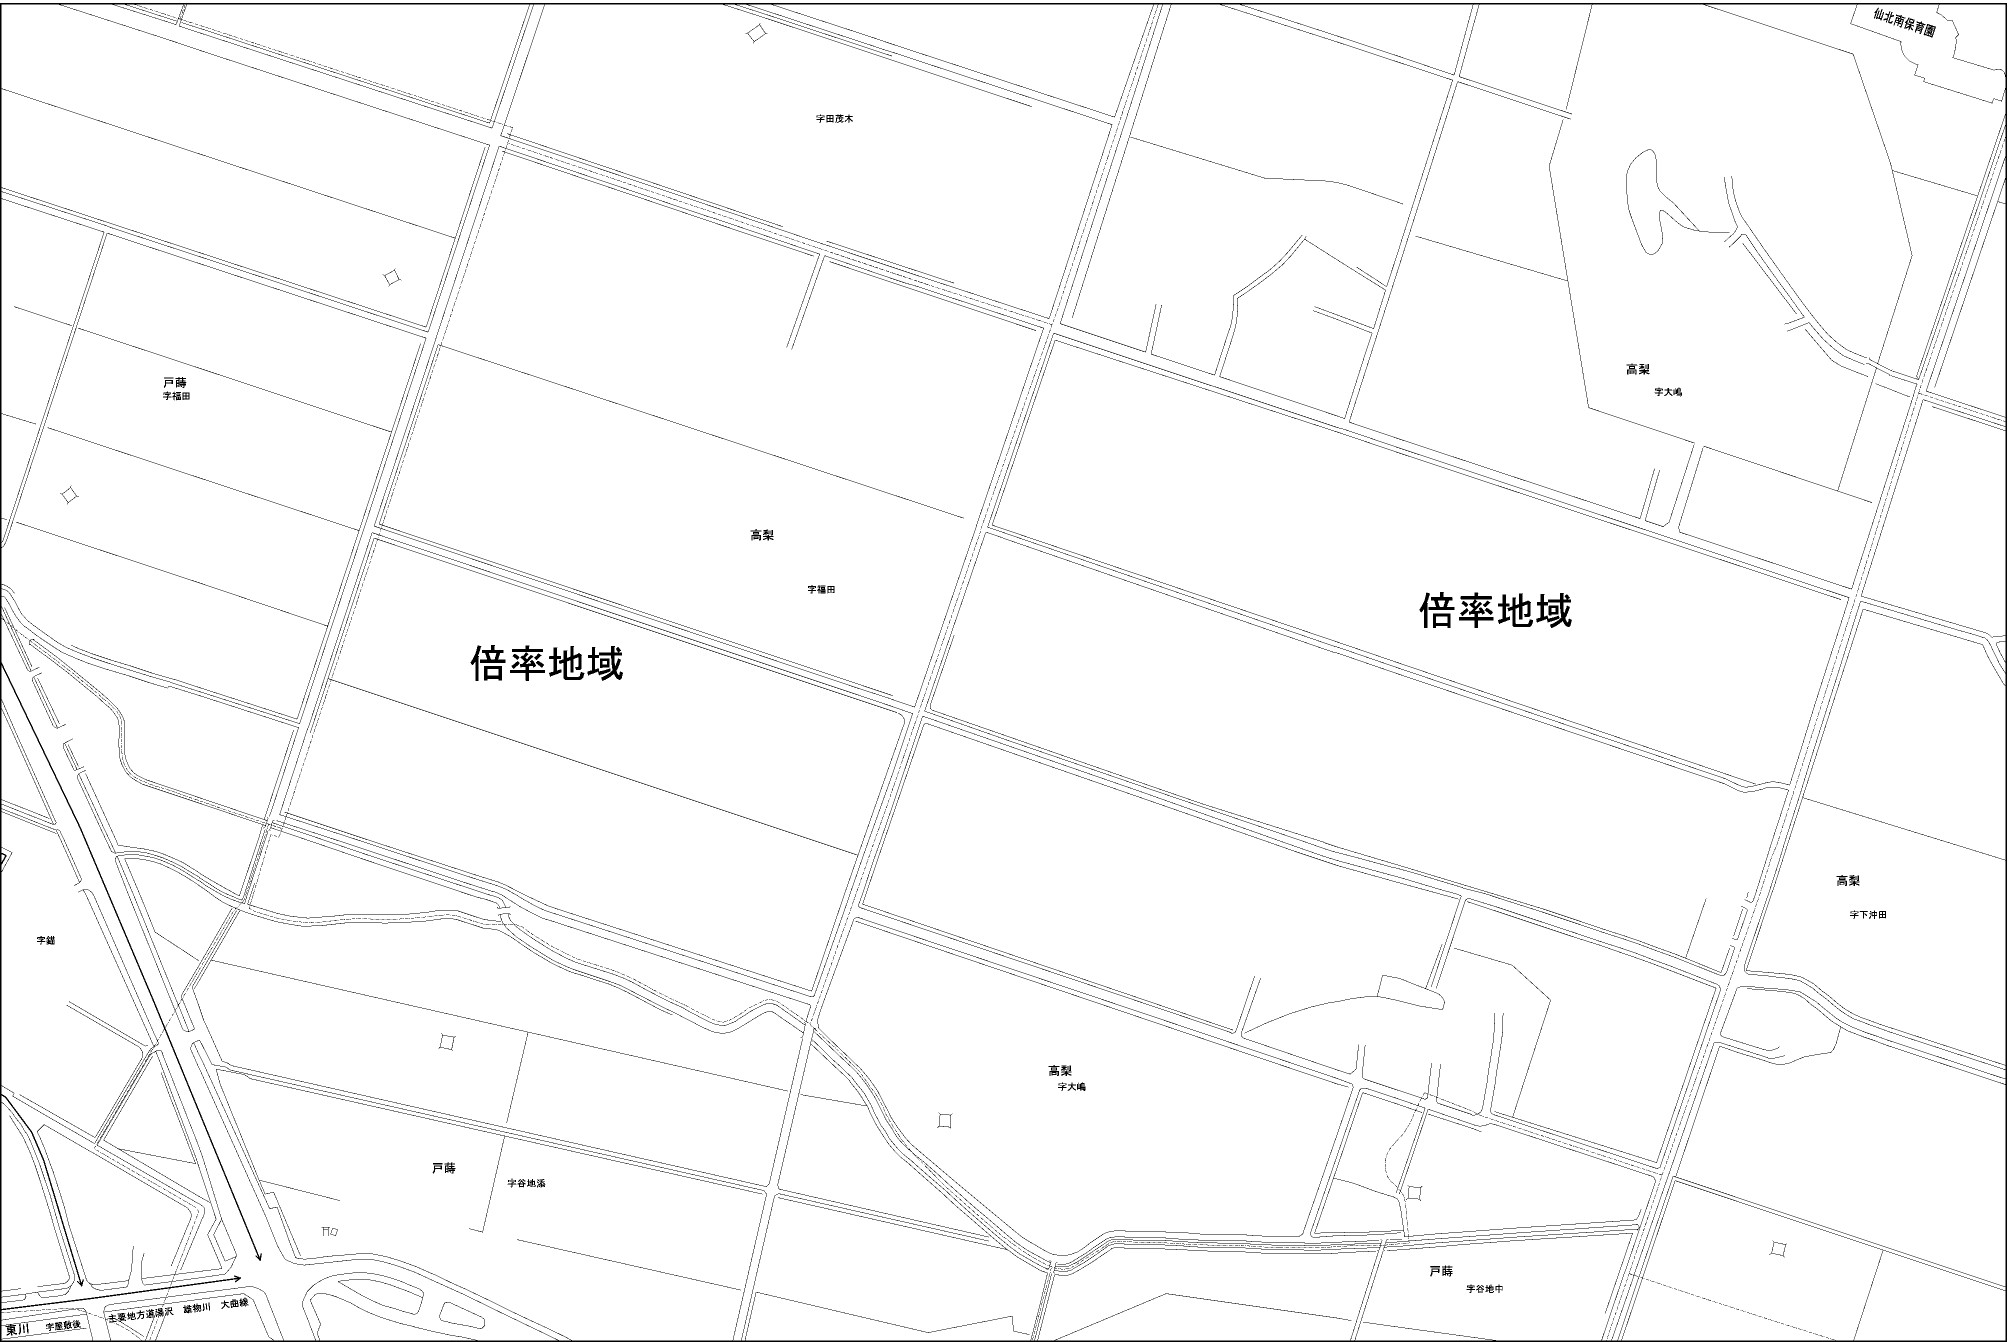 仙北南保育園
字田茂木
高梨
字大嶋
戸蒔
字福田
高梨
字福田
倍率地域
倍率地域
高梨
字下沖田
字錨
高梨
字大嶋
戸蒔
字谷地添
戸蒔
字谷地中
主要地方道湯沢 雄物川 大曲線
東川 字屋敷後